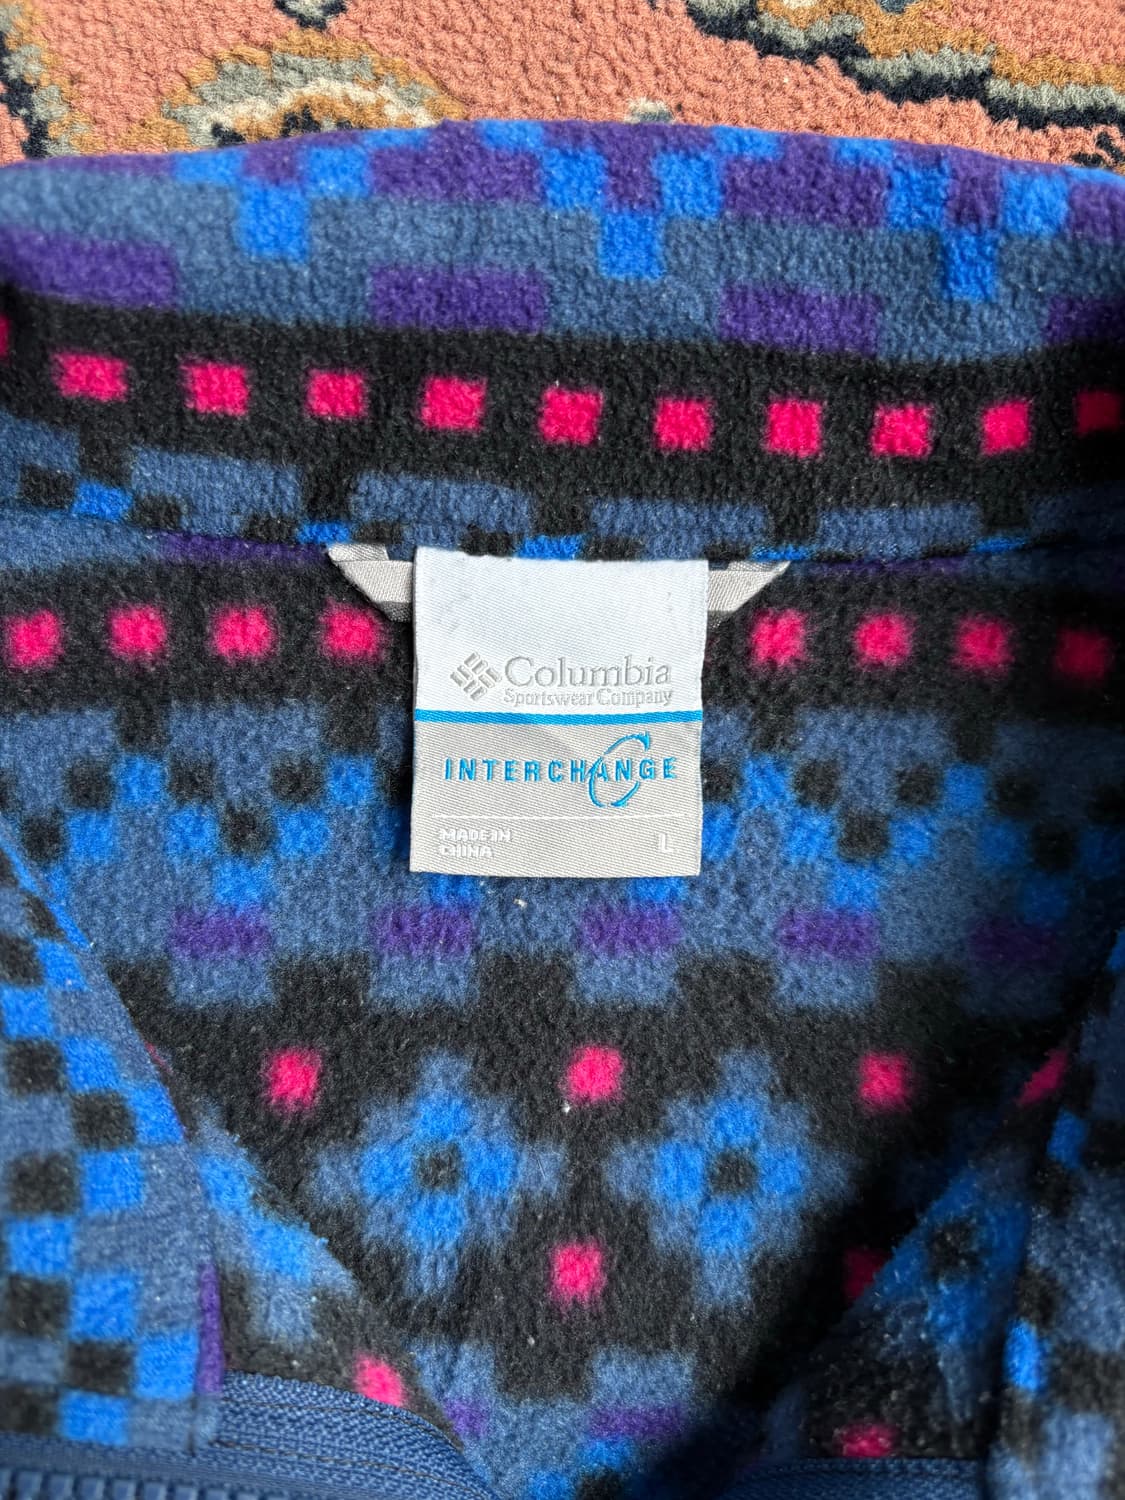 Columbia
Sportswear Company
INTERCHANGE
MADE IN
CHINA
L